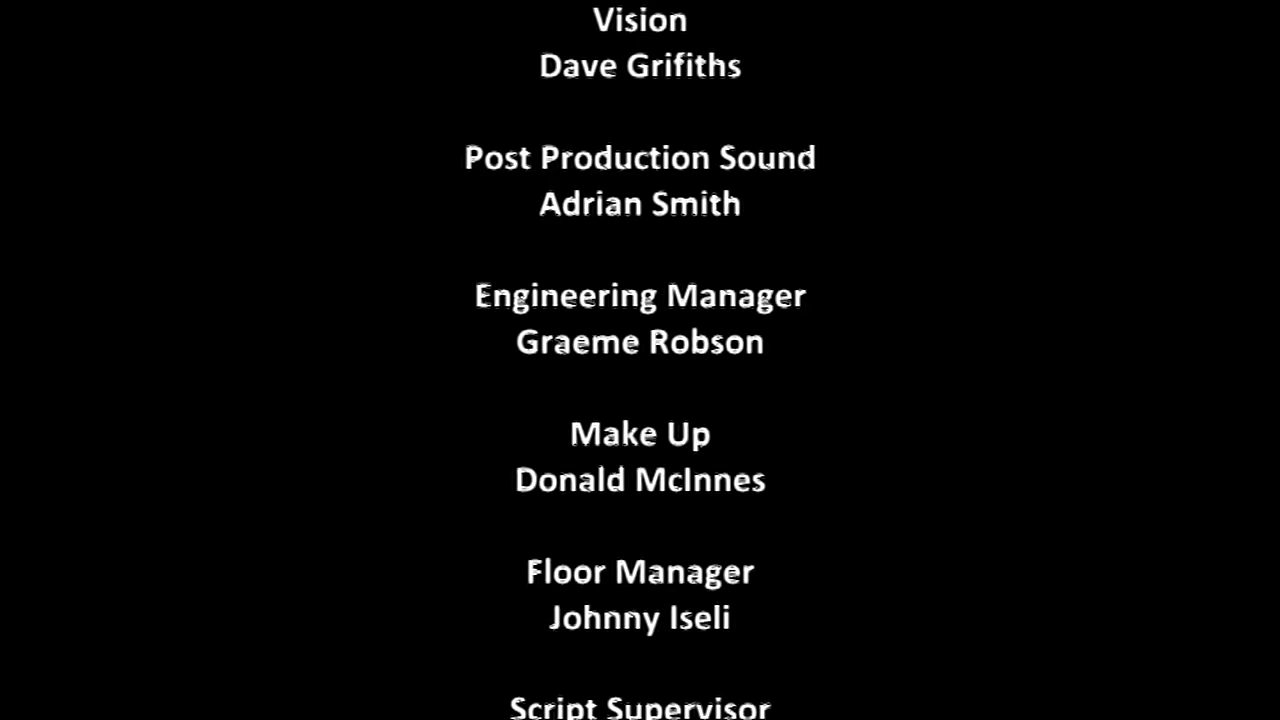 Vision
Dave Grifiths
Post Production Sound
Adrian Smith
Engineering Manager
Graeme Robson
Make Up
Donald McInnes
Floor Manager
Johnny Iseli
Script Supervisor